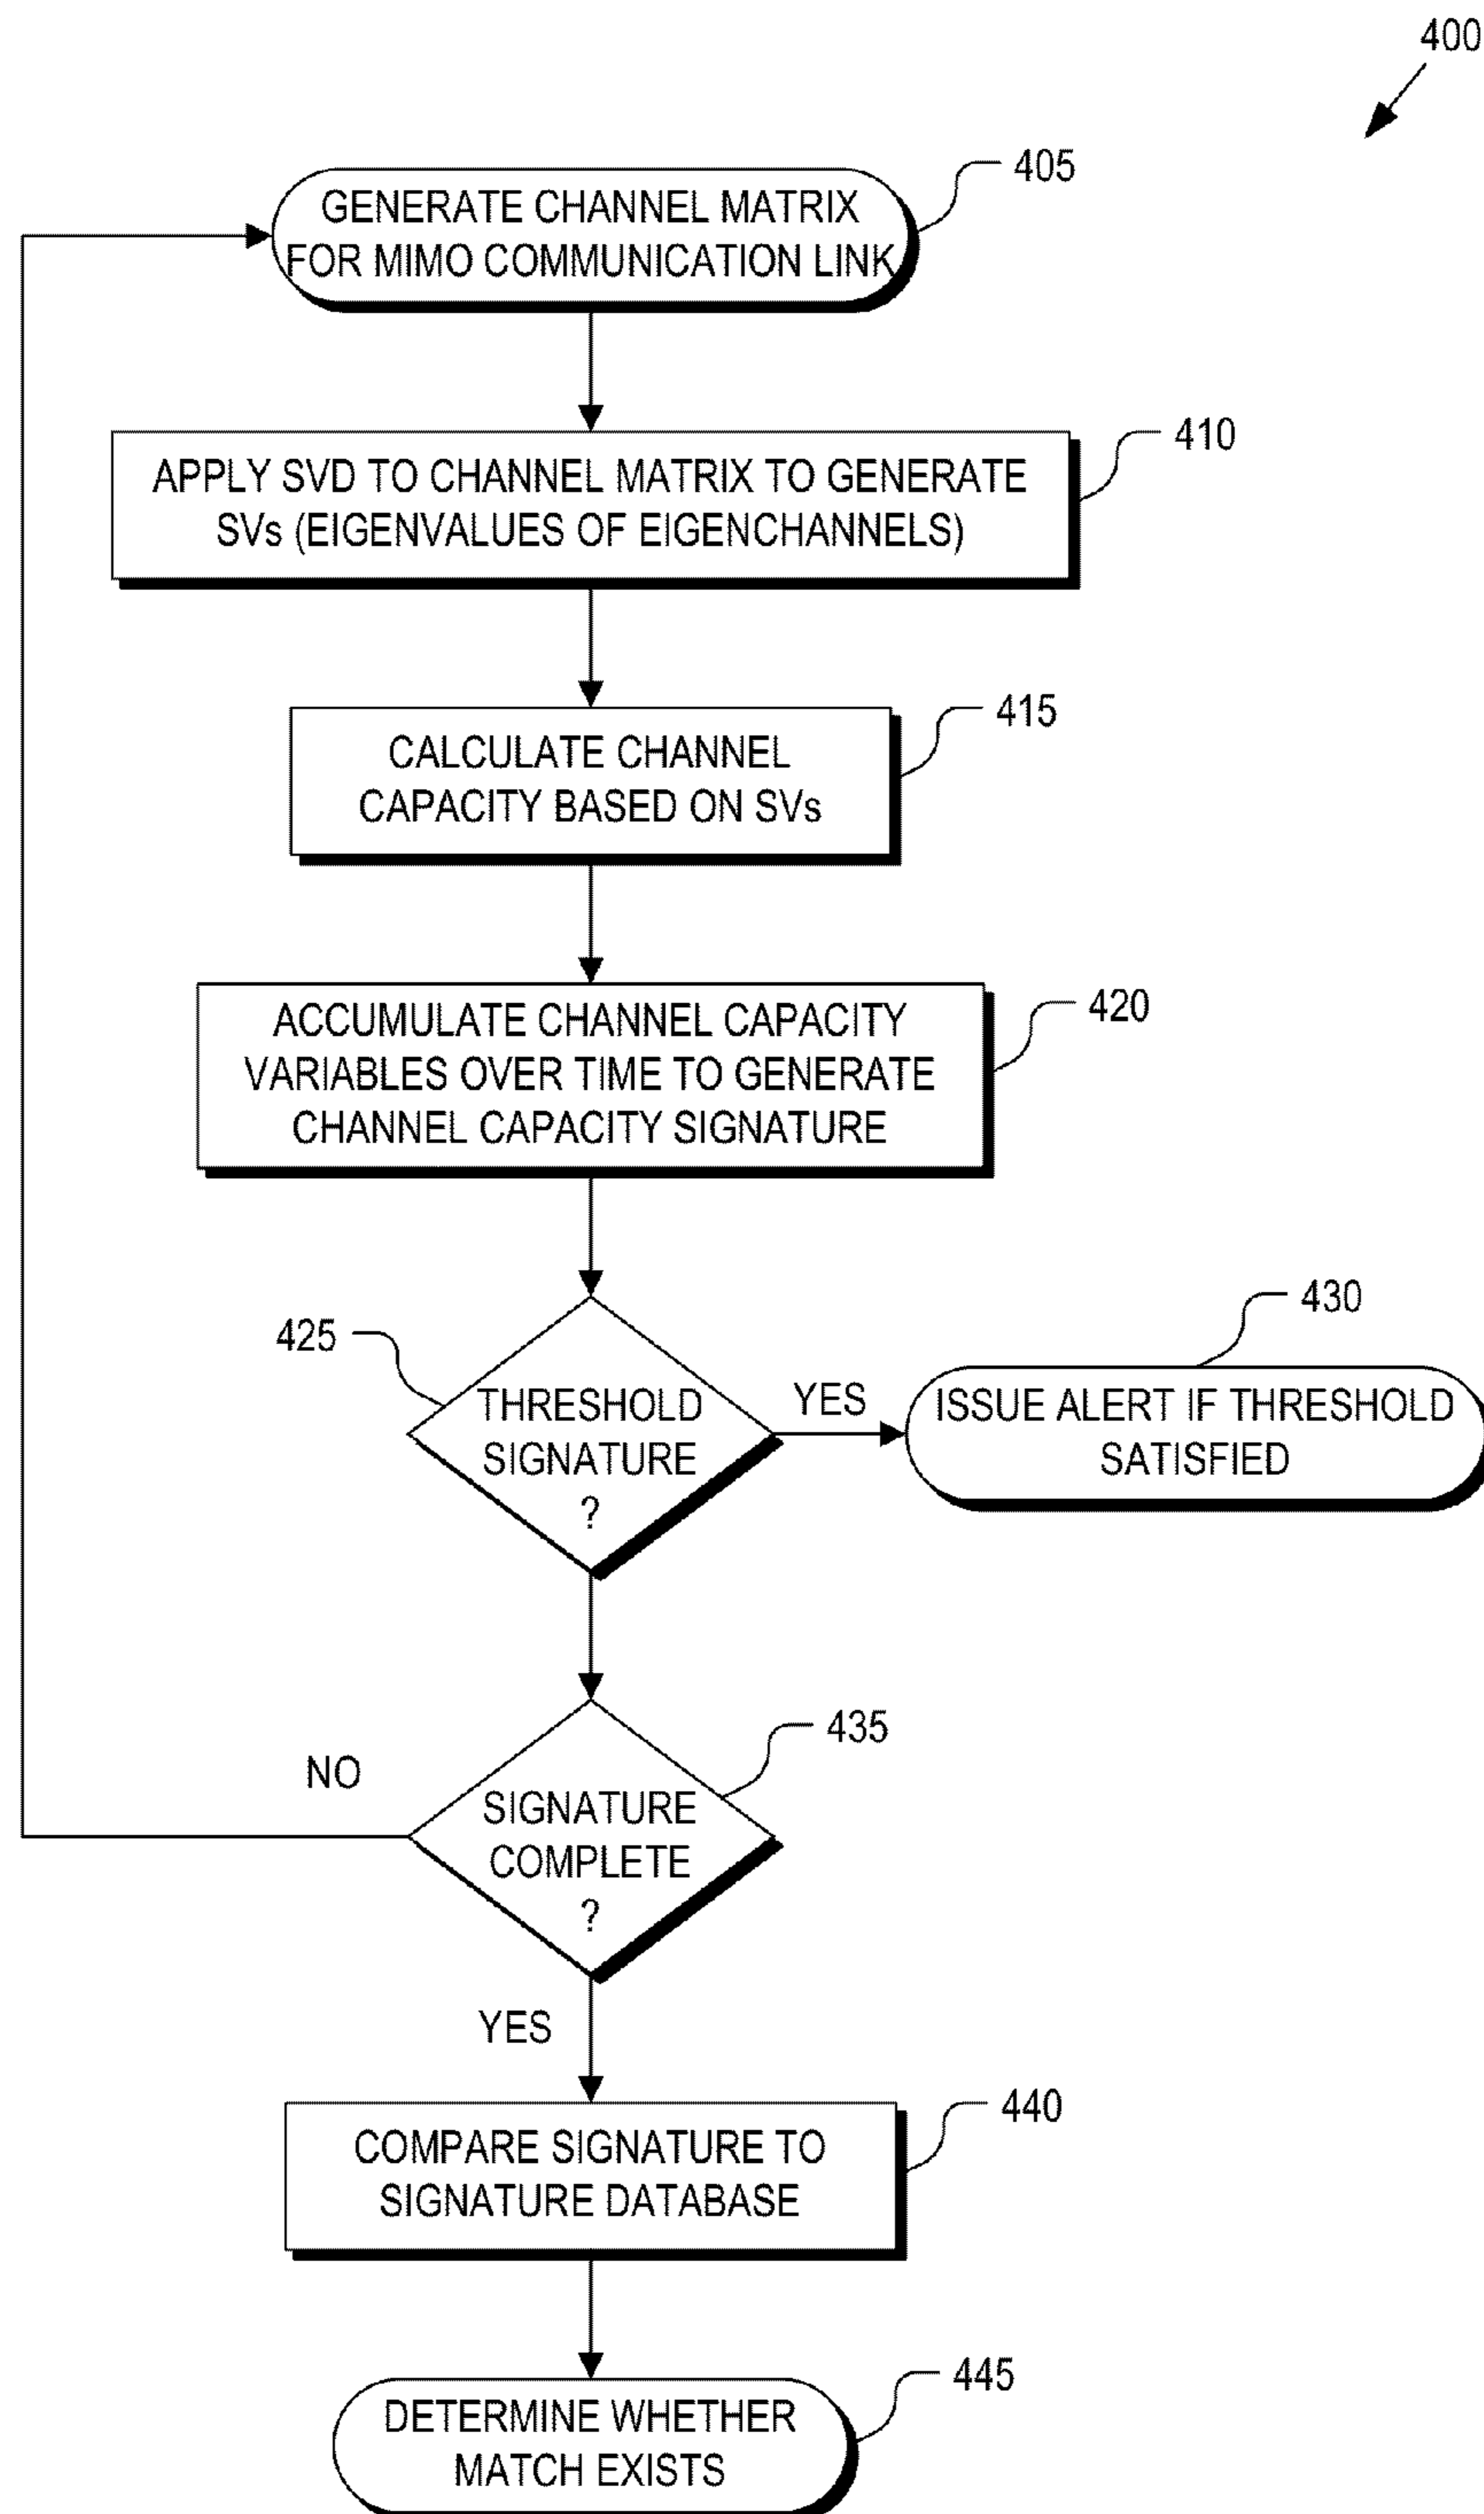 400
405
GENERATE CHANNEL MATRIX
FOR MIMO COMMUNICATION LINK
410
APPLY SVD TO CHANNEL MATRIX TO GENERATE
SVs (EIGENVALUES OF EIGENCHANNELS)
415
CALCULATE CHANNEL
CAPACITY BASED ON SVs
420
ACCUMULATE CHANNEL CAPACITY
VARIABLES OVER TIME TO GENERATE
CHANNEL CAPACITY SIGNATURE
425
THRESHOLD
SIGNATURE
?
YES
430
ISSUE ALERT IF THRESHOLD
SATISFIED
435
NO
SIGNATURE
COMPLETE
?
YES
440
COMPARE SIGNATURE TO
SIGNATURE DATABASE
445
DETERMINE WHETHER
MATCH EXISTS